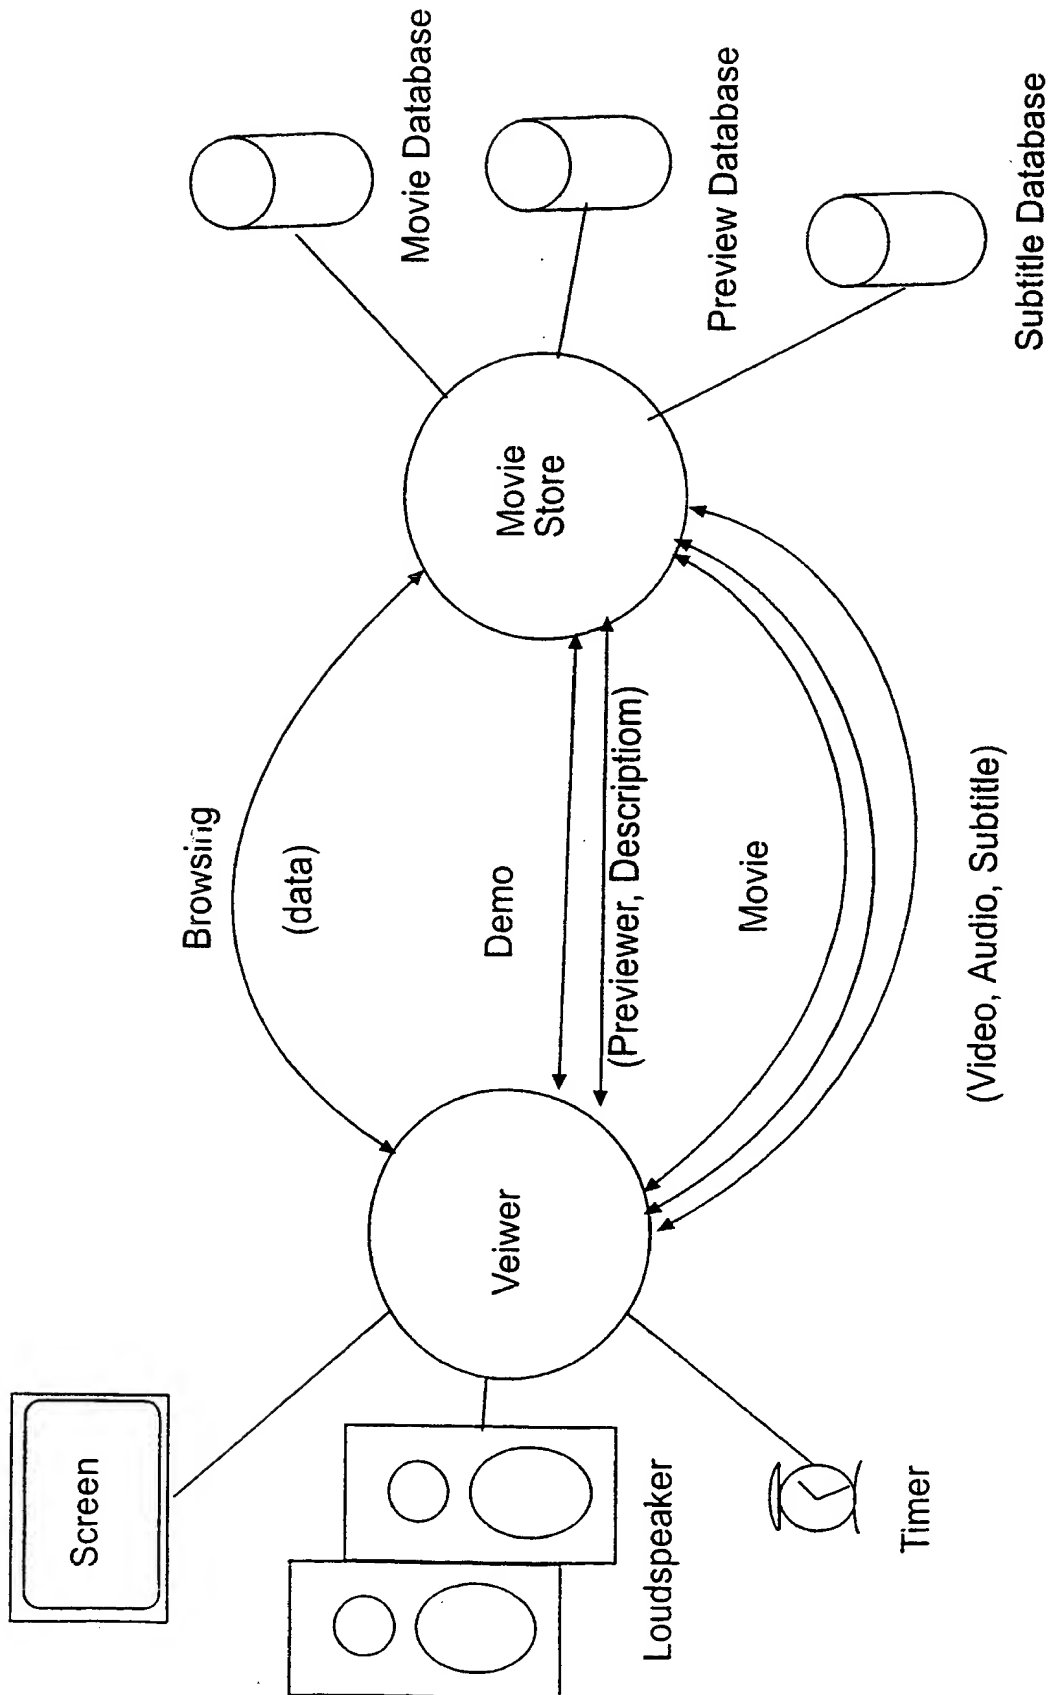 Screen
Loudspeaker
Timer
Veiwer
Browsing
(data)
Demo
(Previewer, Descriptiom)
Movie
(Video, Audio, Subtitle)
Movie
Store
Movie Database
Preview Database
Subtitle Database